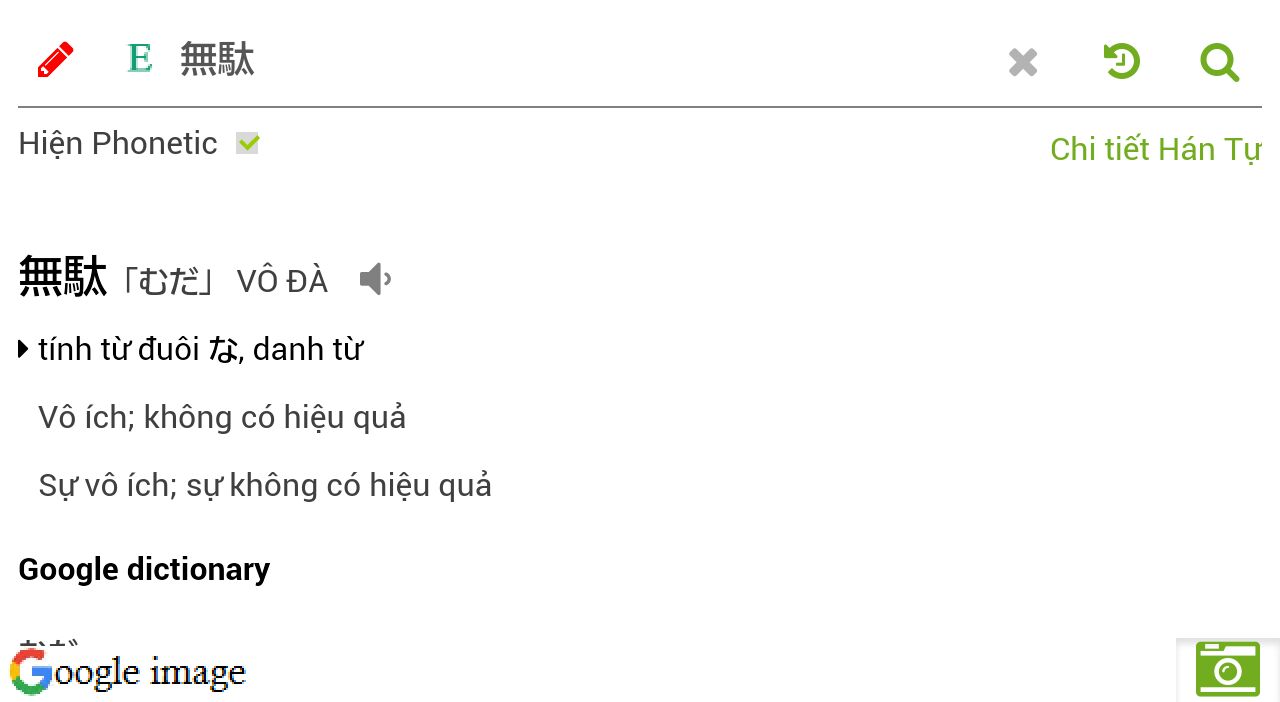 E 無駄
Hiện Phonetic
Chi tiết Hán Tự
無駄「むだ」 VÔ ĐÀ
tính từ đuôi な, danh từ
Vô ích; không có hiệu quả
Sự vô ích; sự không có hiệu quả
Google dictionary
Google image